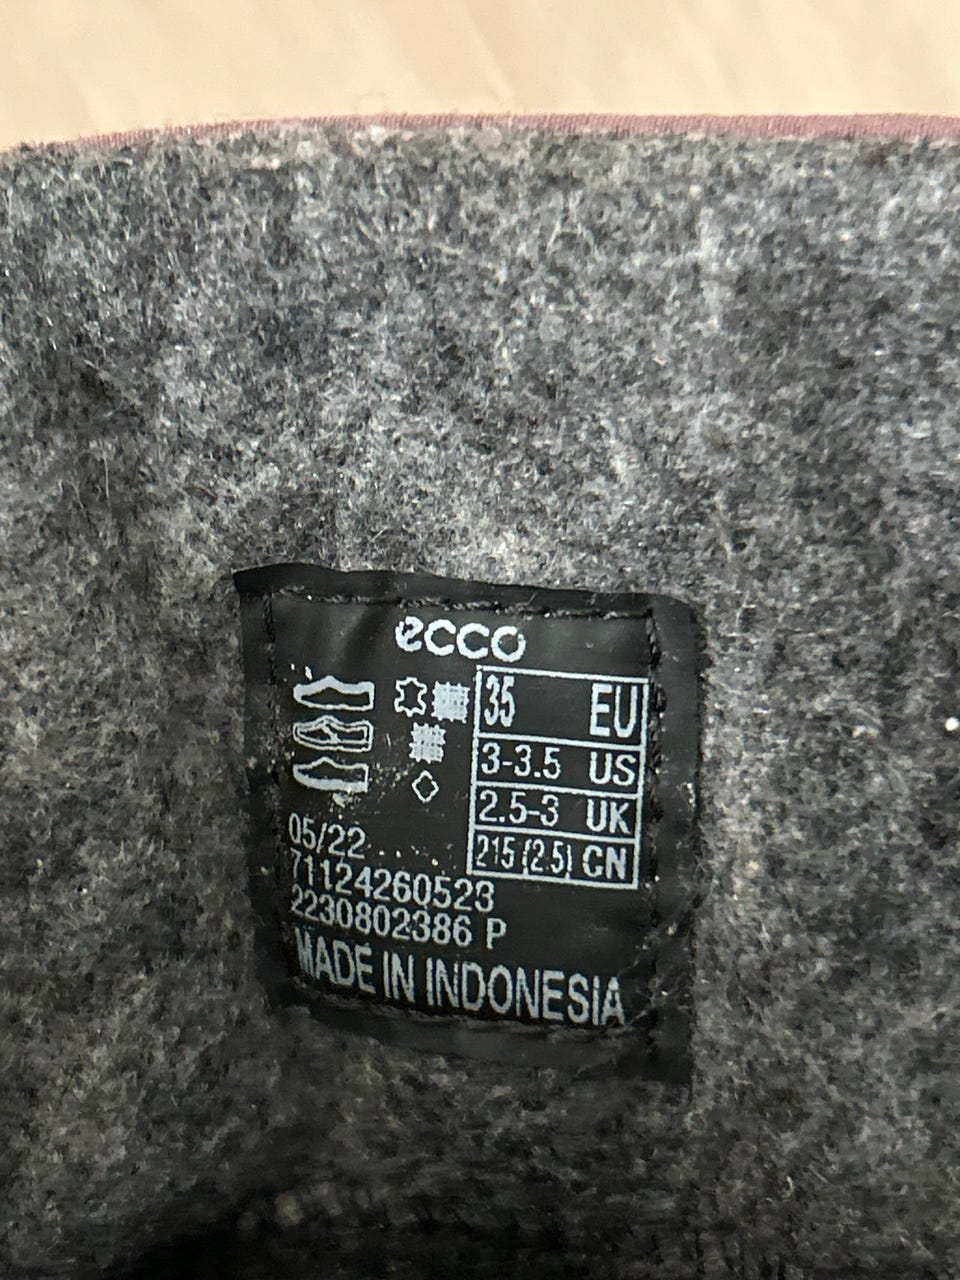 ecco
35 EU
3-3.5 US
2.5-3 UK
215 (2.5) CN
05/22
71124260523
2230802386 P
MADE IN INDONESIA